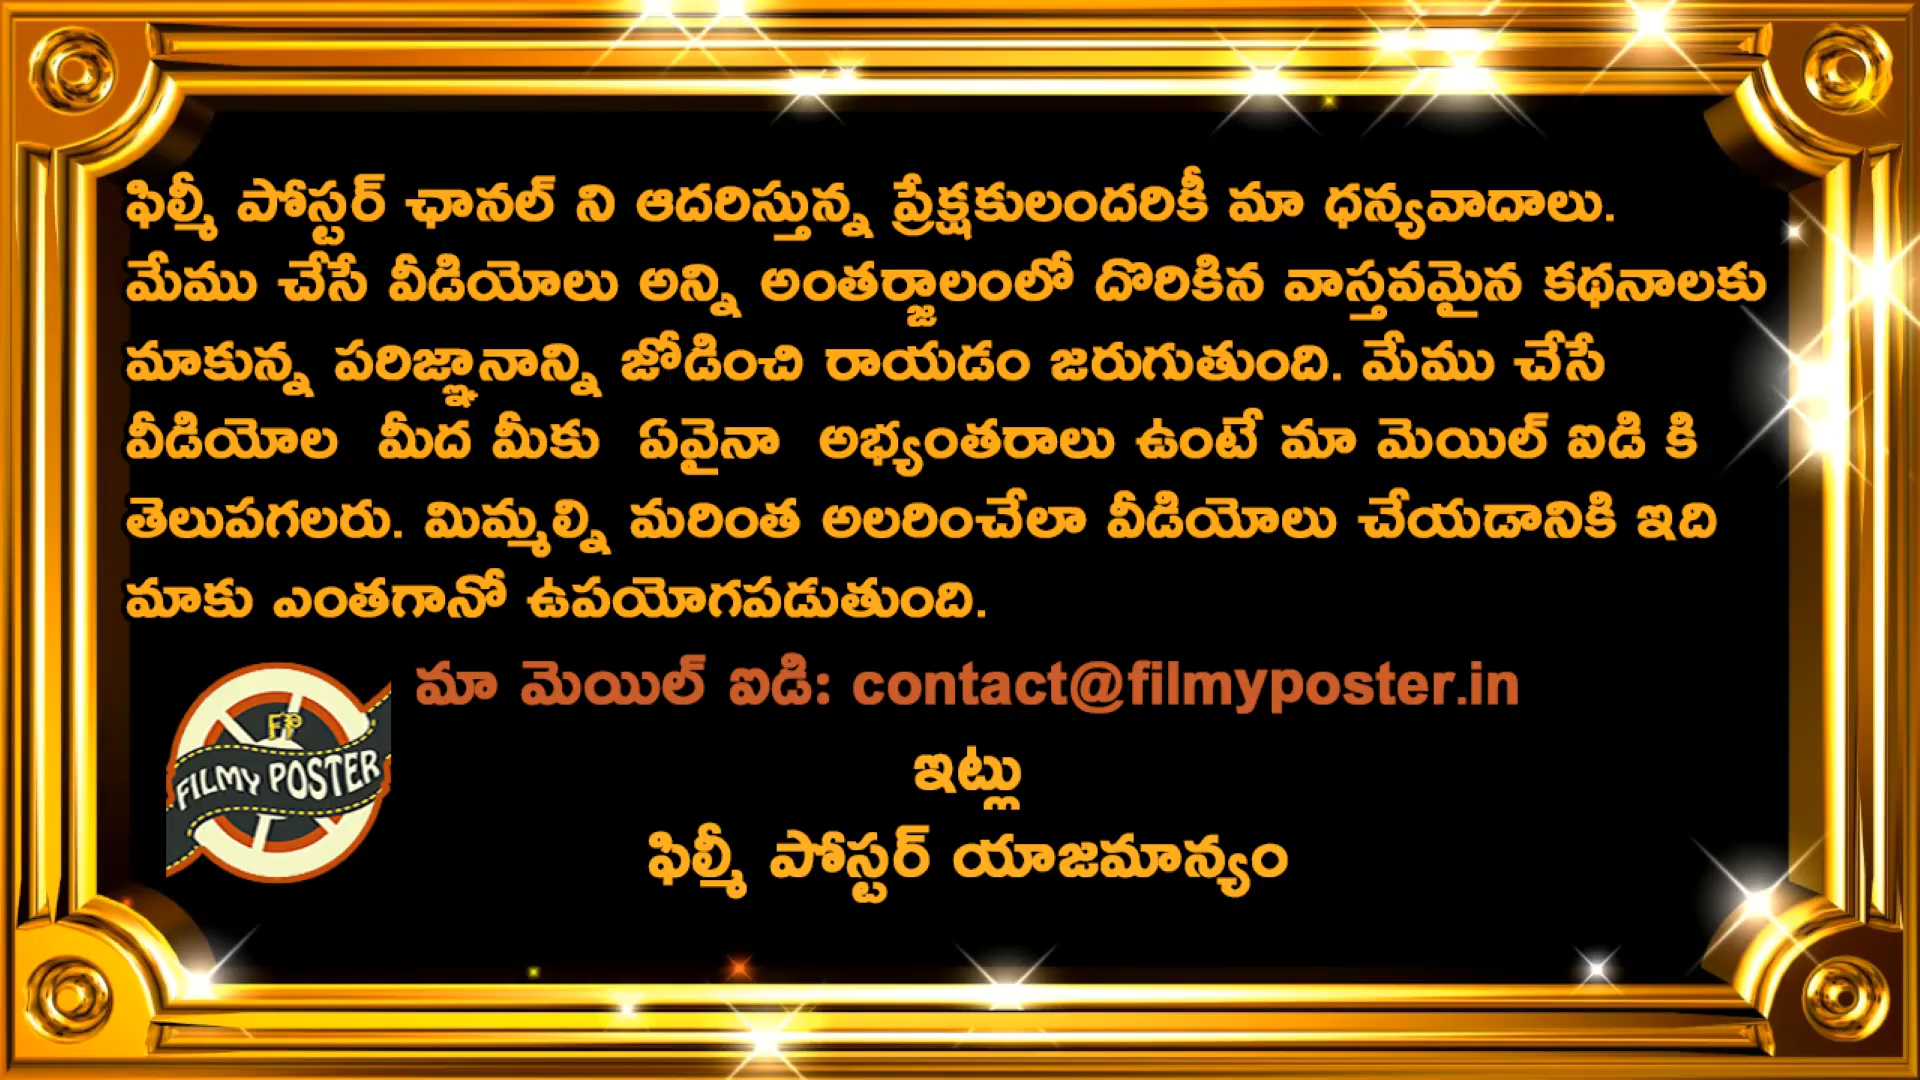 ఫిల్మీ పోస్టర్ ఛానల్ ని ఆదరిస్తున్న ప్రేక్షకులందరికీ మా ధన్యవాదాలు.
మేము చేసే వీడియోలు అన్ని అంతర్జాలంలో దొరికిన వాస్తవమైన కథనాలకు
మాకున్న పరిజ్ఞానాన్ని జోడించి రాయడం జరుగుతుంది. మేము చేసే
వీడియోల మీద మీకు ఏవైనా అభ్యంతరాలు ఉంటే మా మెయిల్ ఐడి కి
తెలుపగలరు. మిమ్మల్ని మరింత అలరించేలా వీడియోలు చేయడానికి ఇది
మాకు ఎంతగానో ఉపయోగపడుతుంది.
మా మెయిల్ ఐడి: contact@filmyposter.in
FP
FILMY POSTER
ఇట్లు
ఫిల్మీ పోస్టర్ యాజమాన్యం